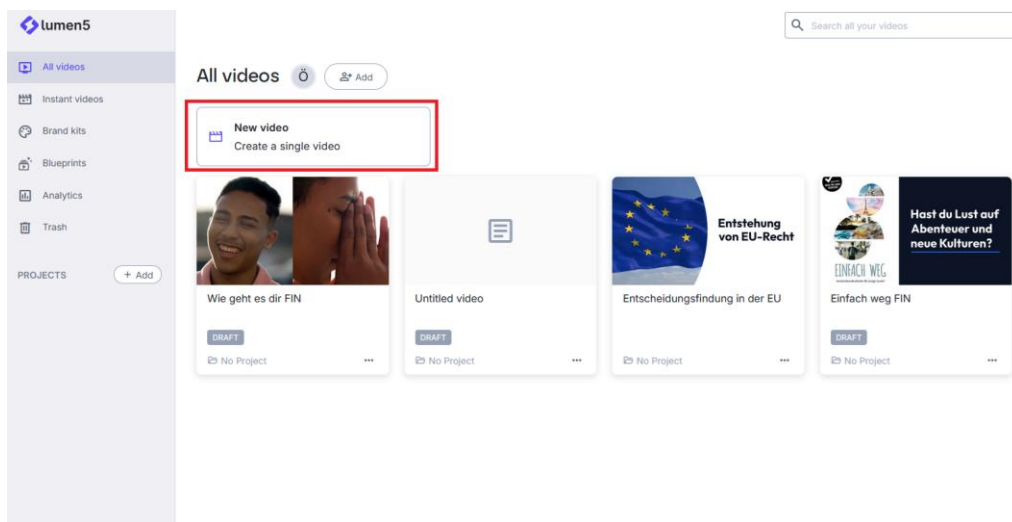 lumen5
Search all your videos
All videos
Instant videos
Brand kits
Blueprints
Analytics
Trash
PROJECTS
+ Add
All videos
Ö
Add
New video
Create a single video
Wie geht es dir FIN
DRAFT
No Project
Untitled video
DRAFT
No Project
Entstehung
von EU-Recht
Entscheidungsfindung in der EU
No Project
EINFACH WEG
Hast du Lust auf
Abenteuer und
neue Kulturen?
Einfach weg FIN
DRAFT
No Project